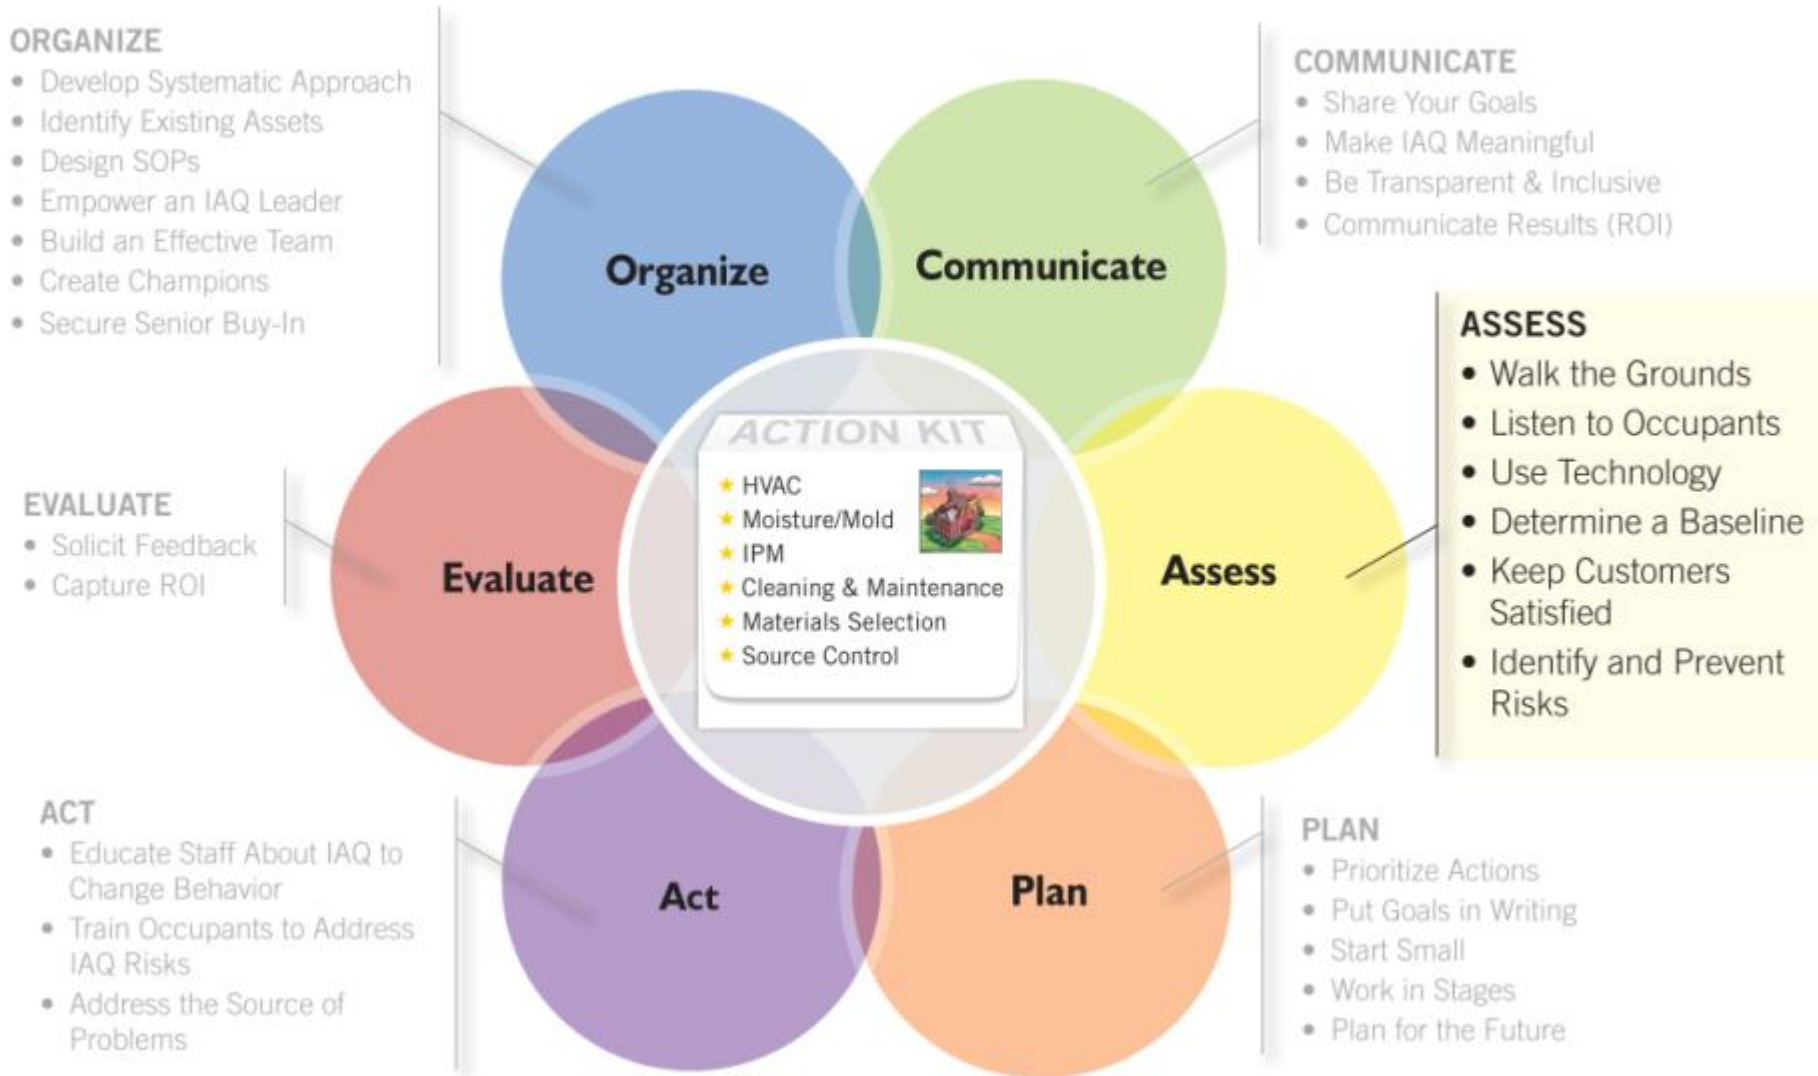 ORGANIZE
• Develop Systematic Approach
• Identify Existing Assets
• Design SOPs
• Empower an IAQ Leader
• Build an Effective Team
• Create Champions
• Secure Senior Buy-In
COMMUNICATE
• Share Your Goals
• Make IAQ Meaningful
• Be Transparent & Inclusive
• Communicate Results (ROI)
Organize
Communicate
ASSESS
• Walk the Grounds
• Listen to Occupants
• Use Technology
• Determine a Baseline
• Keep Customers
Satisfied
• Identify and Prevent
Risks
EVALUATE
• Solicit Feedback
• Capture ROI
Evaluate
ACTION KIT
★ HVAC
★ Moisture/Mold
★ IPM
★ Cleaning & Maintenance
★ Materials Selection
★ Source Control
Assess
ACT
• Educate Staff About IAQ to
Change Behavior
• Train Occupants to Address
IAQ Risks
• Address the Source of
Problems
Act
Plan
PLAN
• Prioritize Actions
• Put Goals in Writing
• Start Small
• Work in Stages
• Plan for the Future